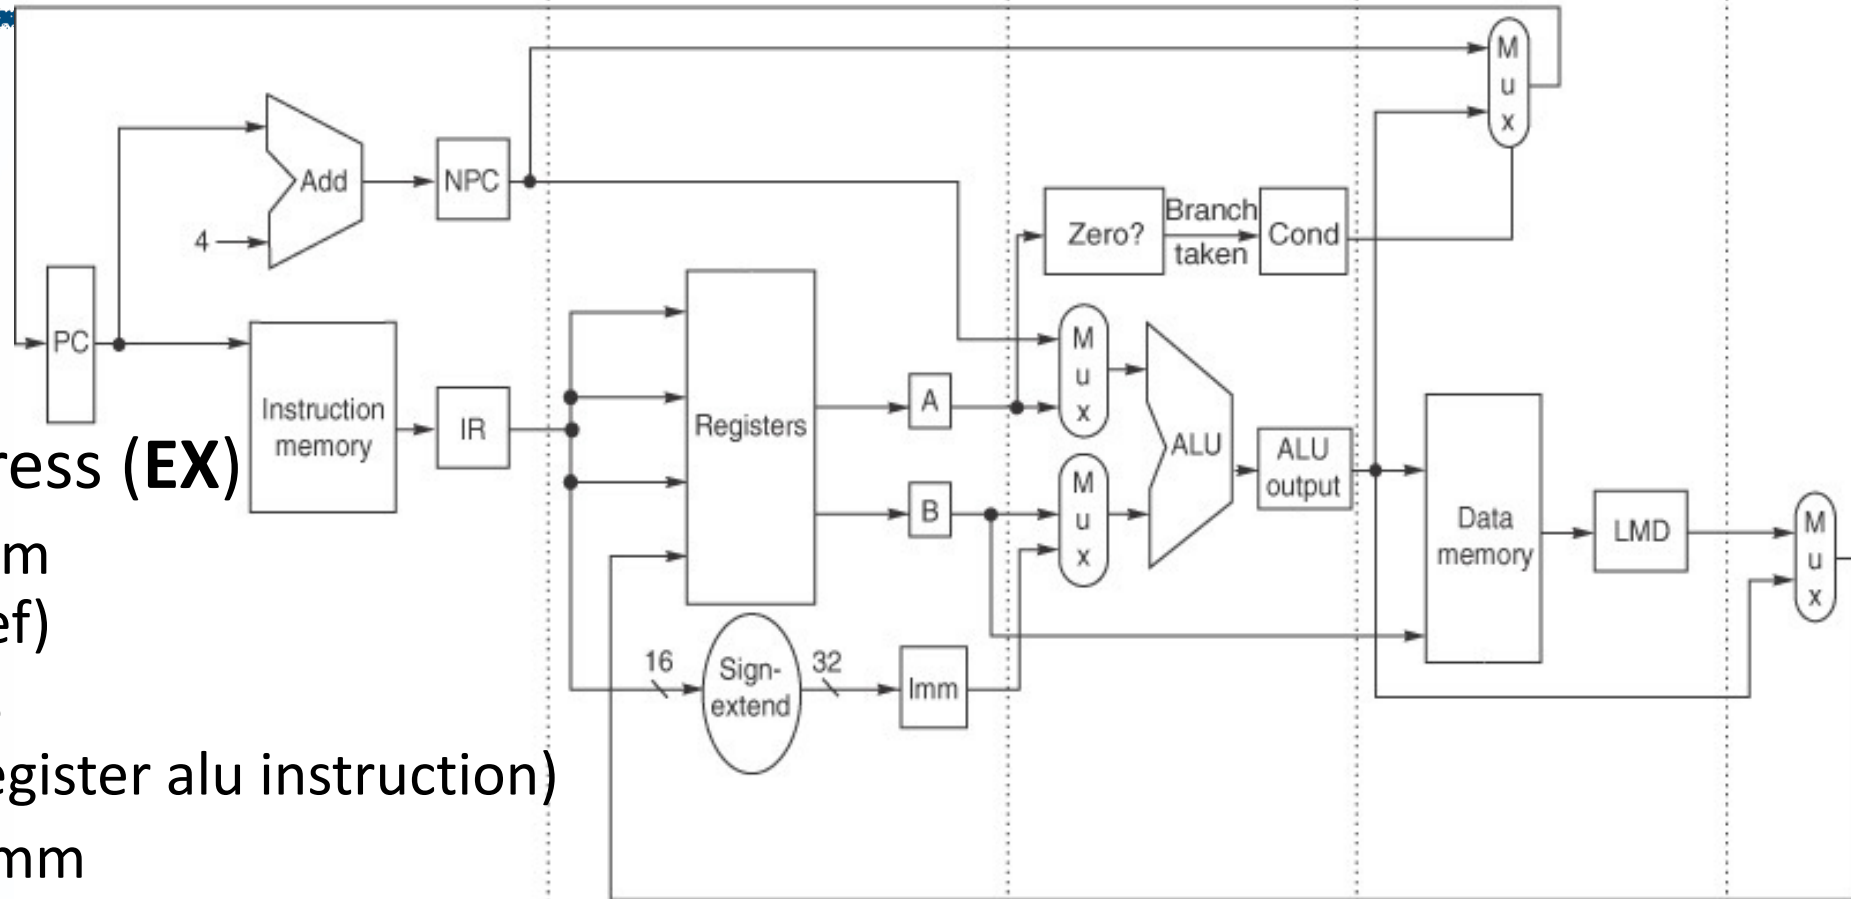 M
u
x
Add
NPC
4
Zero?
Branch
taken
Cond
PC
Instruction
memory
IR
Registers
A
B
M
u
x
M
u
x
ALU
ALU
output
Data
memory
LMD
M
u
x
16
Sign-
extend
32
Imm
ress (EX)
m
ef)
egister alu instruction)
mm